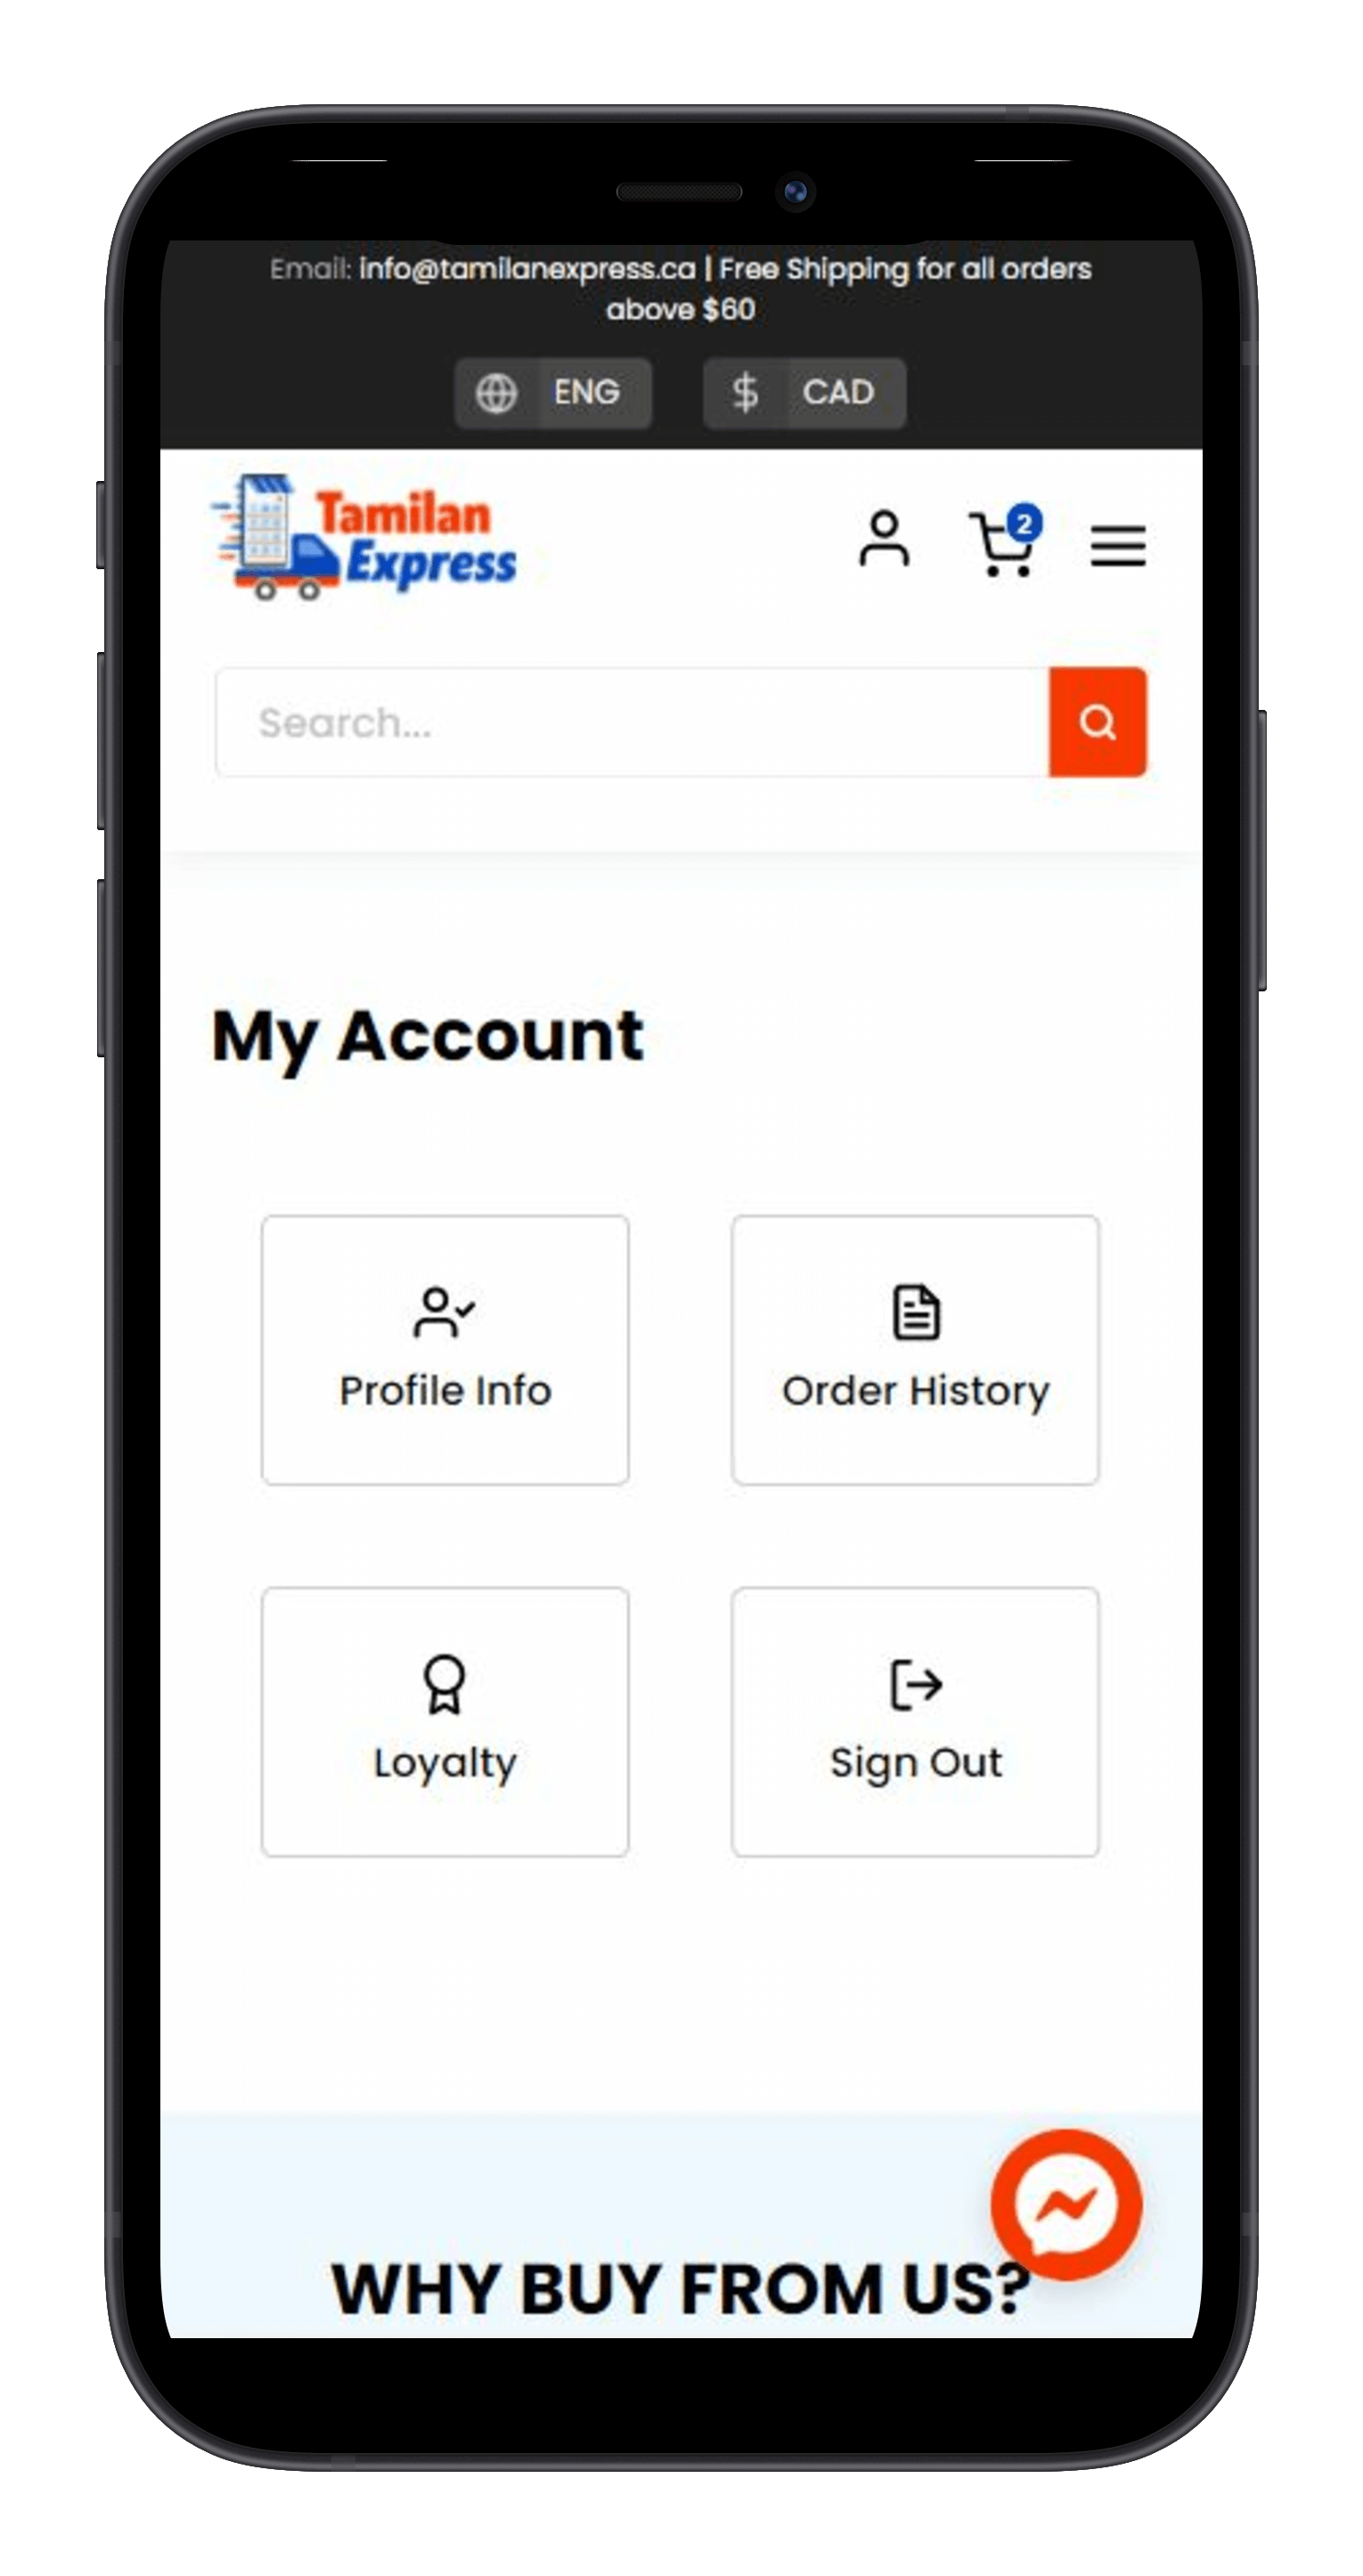 Email: info@tamilanexpress.ca | Free Shipping for all orders
above $60
ENG
$ CAD
Tamilan
Express
2
Search...
My Account
Profile Info
Order History
Loyalty
Sign Out
WHY BUY FROM US?